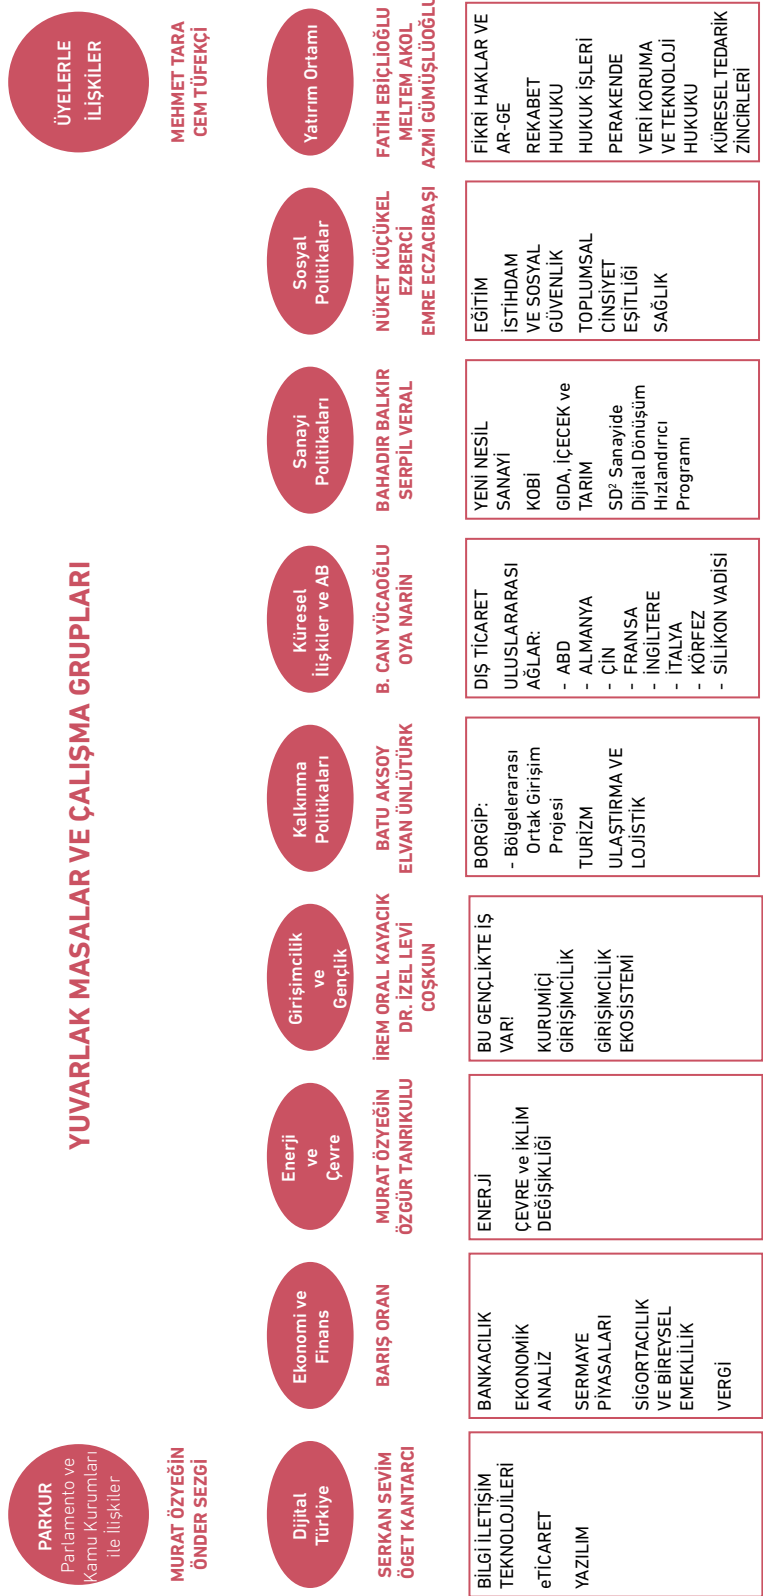 YUVARLAK MASALAR VE ÇALIŞMA GRUPLARI
PARKUR
Parlamento ve
Kamu Kurumları
ile İlişkiler
MURAT ÖZYEĞİN
ÖNDER SEZGİ
ÜYELERLE
İLİŞKİLER
MEHMET TARA
CEM TÜFEKÇİ
Dijital
Türkiye
SERKAN SEVİM
ÖGET KANTARCI
BİLGİ İLETİŞİM
TEKNOLOJİLERİ
eTİCARET
YAZILIM
Ekonomi ve
Finans
BARIŞ ORAN
BANKACILIK
EKONOMİK
ANALİZ
SERMAYE
PİYASALARI
SİGORTACILIK
VE BİREYSEL
EMEKLİLİK
VERGİ
Enerji
ve
Çevre
MURAT ÖZYEĞİN
ÖZGÜR TANRIKULU
ENERJİ
ÇEVRE ve İKLİM
DEĞİŞİKLİĞİ
Girişimcilik
ve
Gençlik
İREM ORAL KAYACIK
DR. İZEL LEVİ
COŞKUN
BU GENÇLİKTE İŞ
VAR!
KURUMİÇİ
GİRİŞİMCİLİK
GİRİŞİMCİLİK
EKOSİSTEMİ
Kalkınma
Politikaları
BATU AKSOY
ELVAN ÜNLÜTÜRK
BORGİP:
- Bölgelerarası
Ortak Girişim
Projesi
TURİZM
ULAŞTIRMA VE
LOJİSTİK
Küresel
İlişkiler ve AB
B. CAN YÜCAOĞLU
OYA NARİN
DIŞ TİCARET
ULUSLARARASI
AĞLAR:
- ABD
- ALMANYA
- ÇİN
- FRANSA
- İNGİLTERE
- İTALYA
- KÖRFEZ
- SİLİKON VADİSİ
Sanayi
Politikaları
BAHADIR BALKIR
SERPİL VERAL
YENİ NESİL
SANAYİ
KOBİ
GIDA, İÇECEK ve
TARIM
SD² Sanayide
Dijital Dönüşüm
Hızlandırıcı
Programı
Sosyal
Politikalar
NÜKET KÜÇÜKEL
EZBERCİ
EMRE ECZACIBAŞI
EĞİTİM
İSTİHDAM
VE SOSYAL
GÜVENLİK
TOPLUMSAL
CİNSİYET
EŞİTLİĞİ
SAĞLIK
Yatırım Ortamı
FATİH EBİÇLİOĞLU
MELTEM AKOL
AZMİ GÜMÜŞLÜOĞLU
FİKRİ HAKLAR VE
AR-GE
REKABET
HUKUKU
HUKUK İŞLERİ
PERAKENDE
VERİ KORUMA
VE TEKNOLOJİ
HUKUKU
KÜRESEL TEDARİK
ZİNCİRLERİ